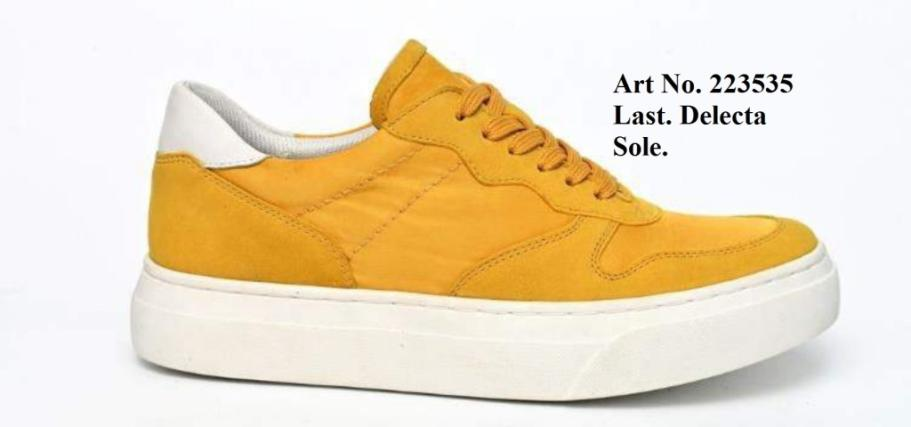 Art No. 223535
Last. Delecta
Sole.